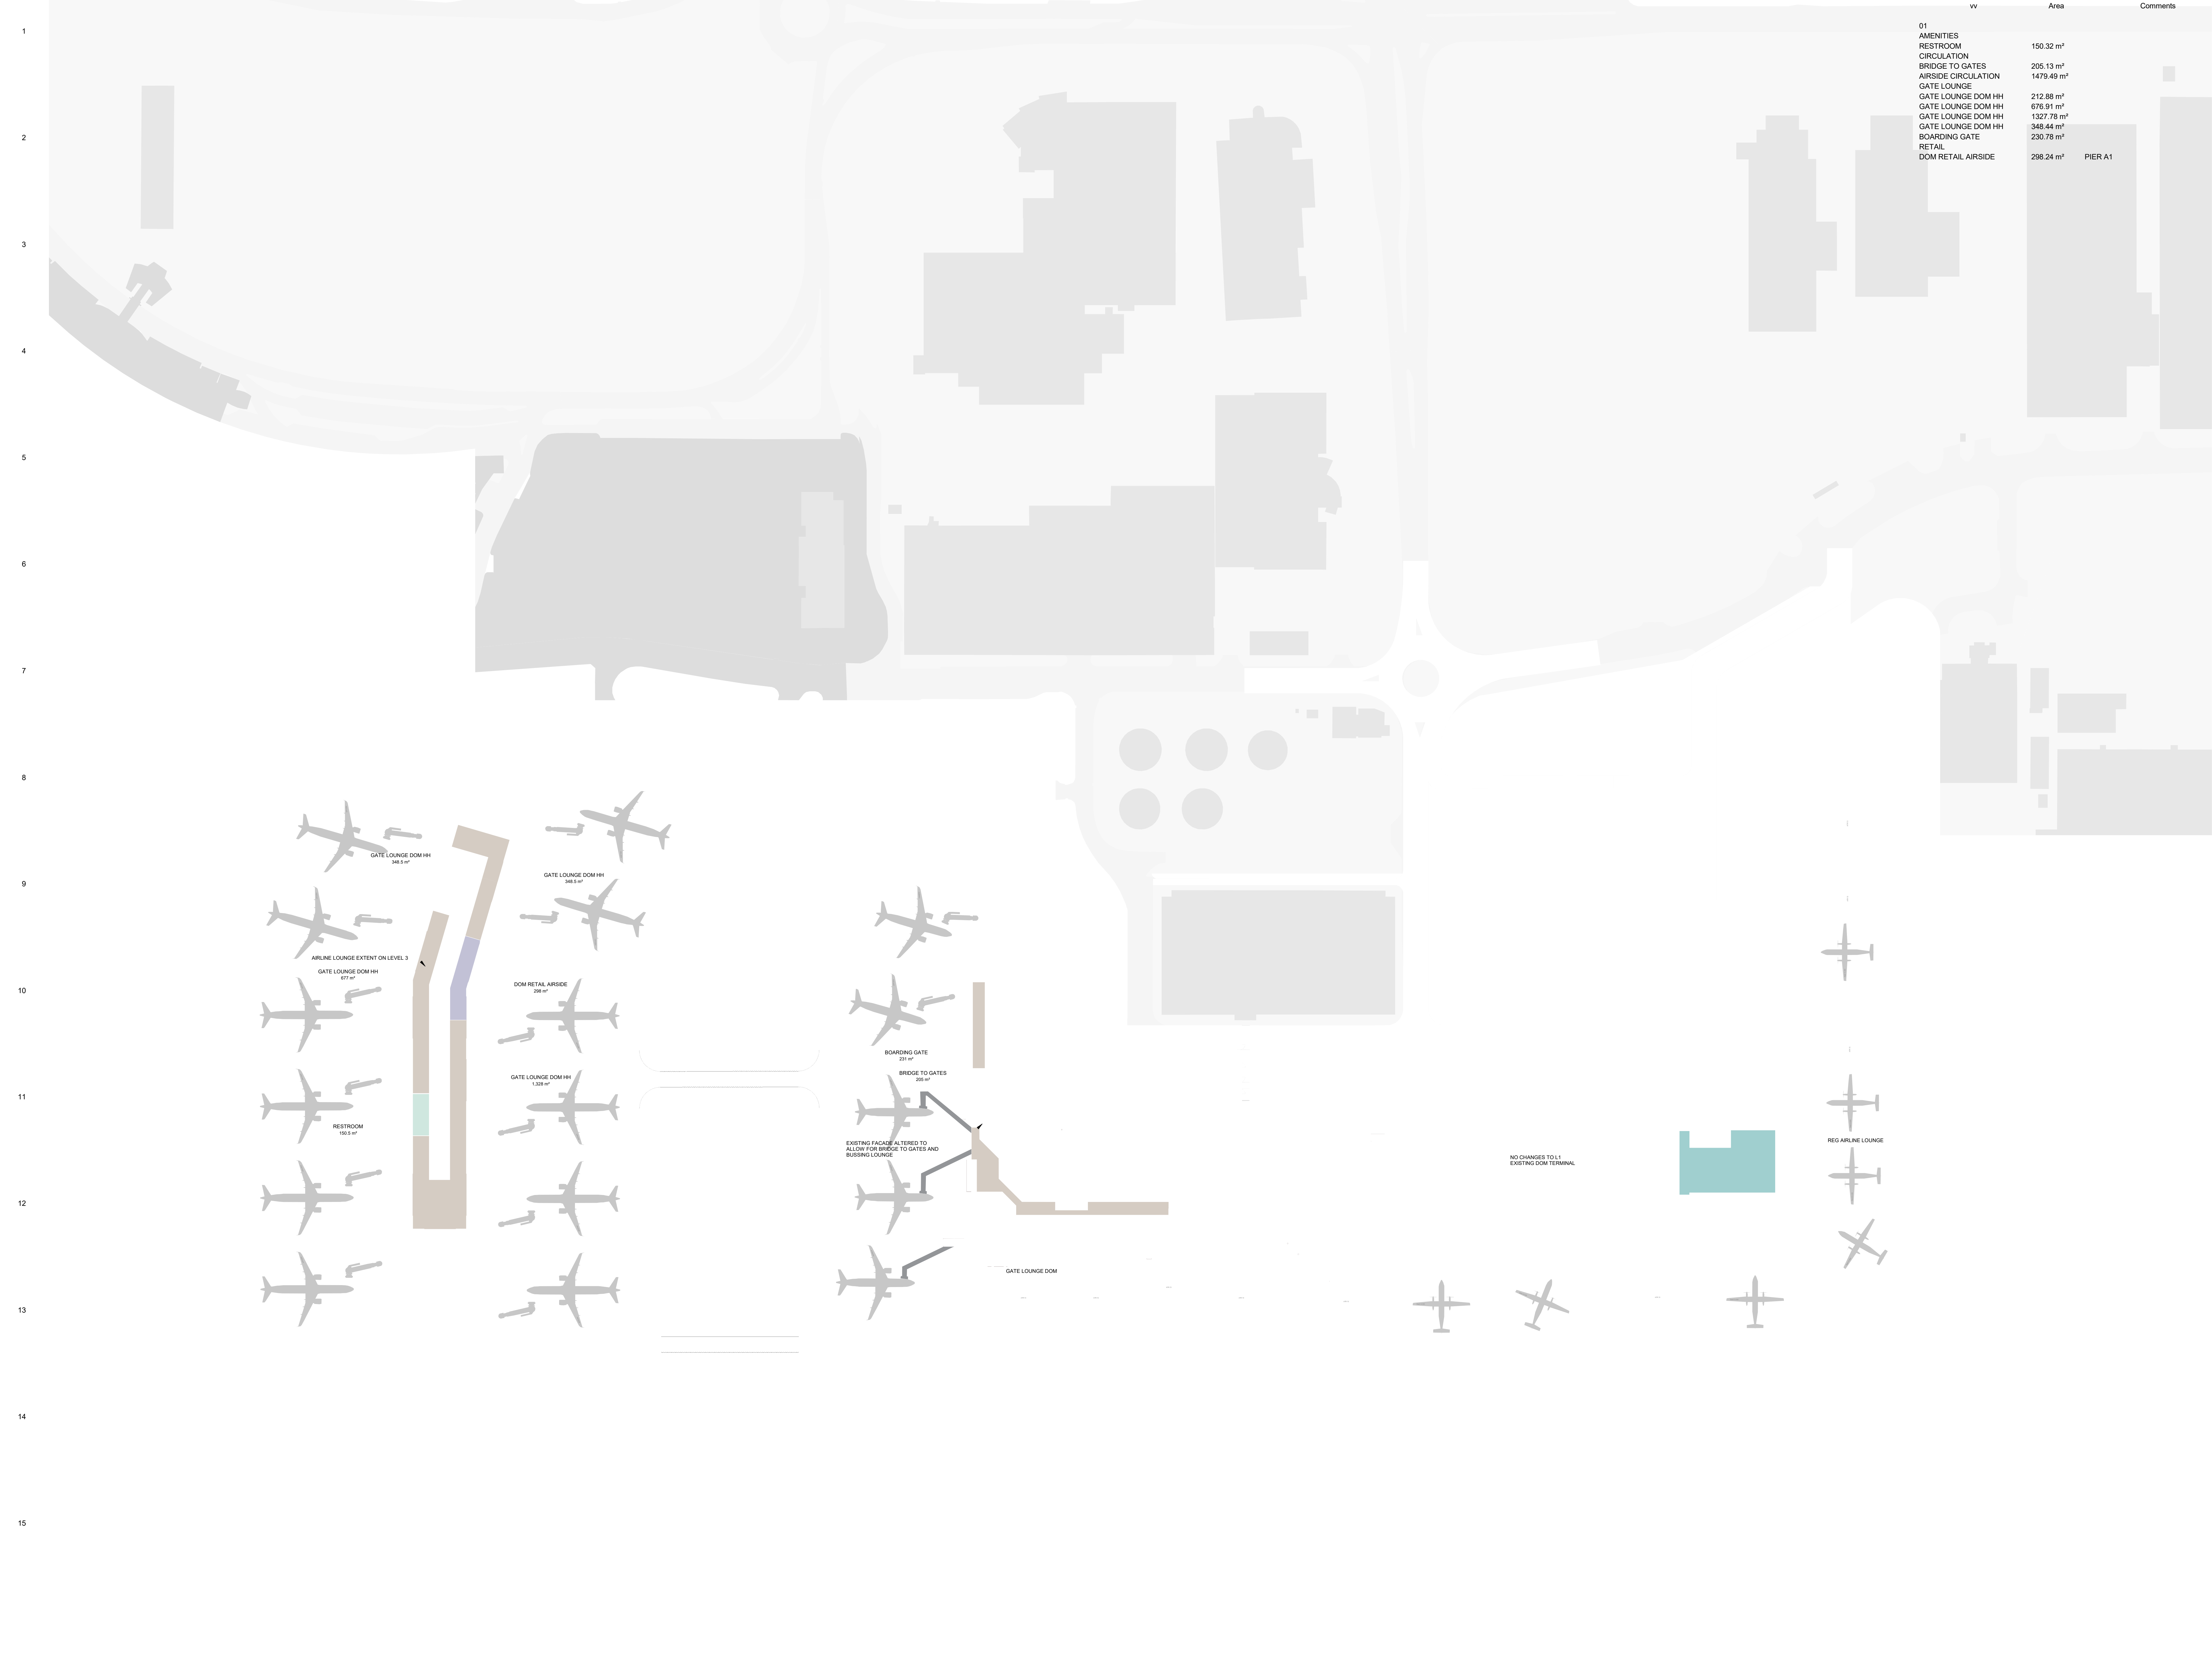 vv Area Comments
01
AMENITIES
RESTROOM 150.32 m²
CIRCULATION
BRIDGE TO GATES 205.13 m²
AIRSIDE CIRCULATION 1479.49 m²
GATE LOUNGE
GATE LOUNGE DOM HH 212.88 m²
GATE LOUNGE DOM HH 676.91 m²
GATE LOUNGE DOM HH 1327.78 m²
GATE LOUNGE DOM HH 348.44 m²
BOARDING GATE 230.78 m²
RETAIL
DOM RETAIL AIRSIDE 298.24 m² PIER A1
1
2
3
4
5
6
7
8
9
10
11
12
13
14
15
GATE LOUNGE DOM HH
348.5 m²
GATE LOUNGE DOM HH
348.5 m²
AIRLINE LOUNGE EXTENT ON LEVEL 3
GATE LOUNGE DOM HH
677 m²
DOM RETAIL AIRSIDE
298 m²
GATE LOUNGE DOM HH
1,328 m²
RESTROOM
150.5 m²
BOARDING GATE
231 m²
BRIDGE TO GATES
205 m²
EXISTING FACADE ALTERED TO
ALLOW FOR BRIDGE TO GATES AND
BUSSING LOUNGE
GATE LOUNGE DOM
NO CHANGES TO L1
EXISTING DOM TERMINAL
REG AIRLINE LOUNGE